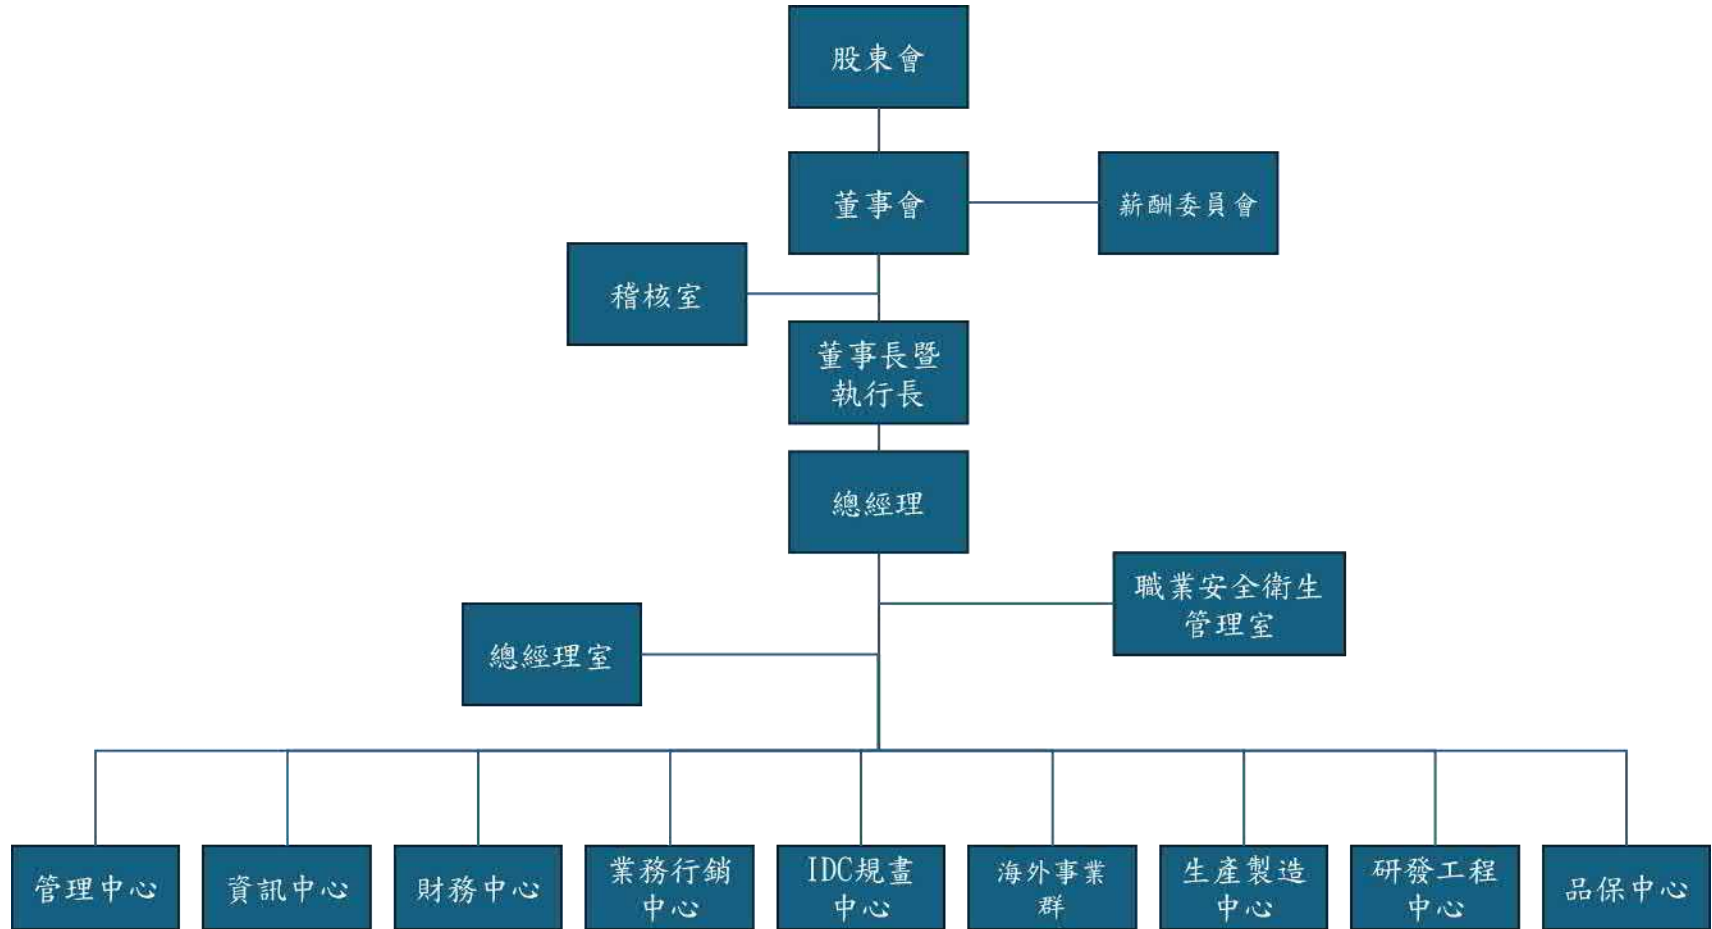 股東會
董事會
薪酬委員會
稽核室
董事長暨
執行長
總經理
職業安全衛生
管理室
總經理室
管理中心
資訊中心
財務中心
業務行銷
中心
IDC規畫
中心
海外事業
群
生產製造
中心
研發工程
中心
品保中心